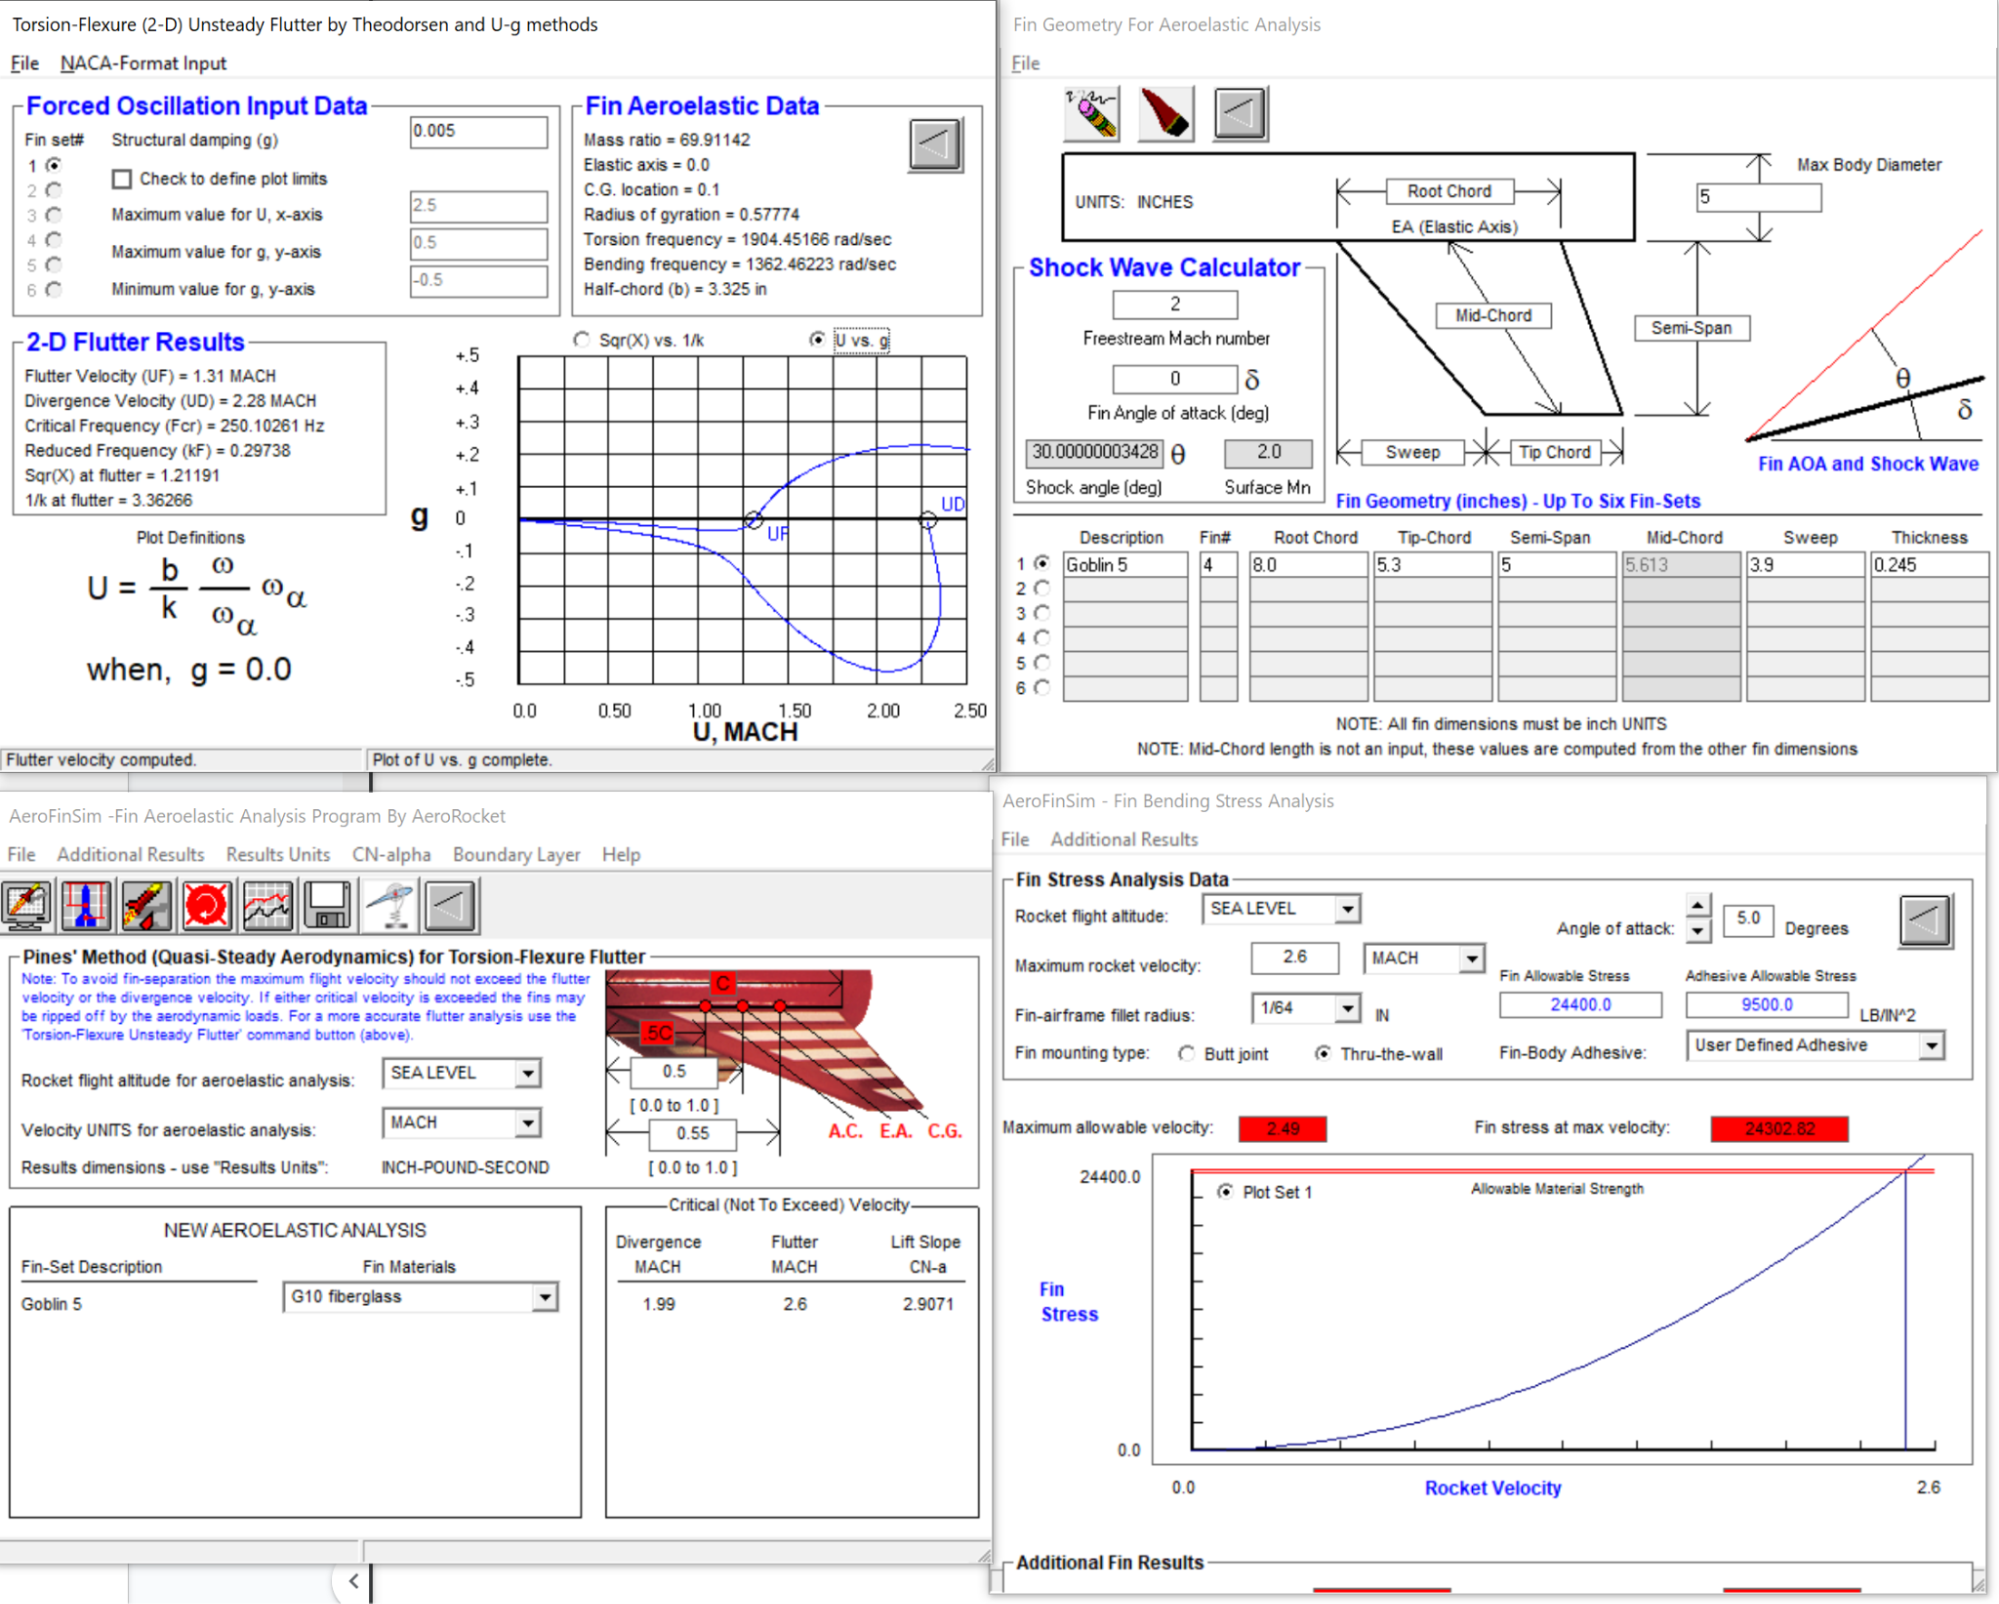 Torsion-Flexure (2-D) Unsteady Flutter by Theodorsen and U-g methods
File NACA-Format Input
Forced Oscillation Input Data
Fin set# Structural damping (g) 0.005
1
2 Check to define plot limits
3 Maximum value for U, x-axis 2.5
4 Maximum value for g, y-axis 0.5
5
6 Minimum value for g, y-axis -0.5
Fin Aeroelastic Data
Mass ratio = 69.91142
Elastic axis = 0.0
C.G. location = 0.1
Radius of gyration = 0.57774
Torsion frequency = 1904.45166 rad/sec
Bending frequency = 1362.46223 rad/sec
Half-chord (b) = 3.325 in
2-D Flutter Results
Flutter Velocity (UF) = 1.31 MACH
Divergence Velocity (UD) = 2.28 MACH
Critical Frequency (Fcr) = 250.10261 Hz
Reduced Frequency (kF) = 0.29738
Sqr(X) at flutter = 1.21191
1/k at flutter = 3.36266
Plot Definitions
U = b/k ω/ωα ωα
when, g = 0.0
Sqr(X) vs. 1/k U vs. g
+.5
+.4
+.3
+.2
+.1
g 0
-.1
-.2
-.3
-.4
-.5
UF
UD
0.0 0.50 1.00 1.50 2.00 2.50
U, MACH
Flutter velocity computed. Plot of U vs. g complete.
Fin Geometry For Aeroelastic Analysis
File
UNITS: INCHES
Root Chord
EA (Elastic Axis)
Max Body Diameter
5
Mid-Chord
Semi-Span
Sweep
Tip Chord
Shock Wave Calculator
2
Freestream Mach number
0 δ
Fin Angle of attack (deg)
30.00000003428 θ 2.0
Shock angle (deg) Surface Mn
θ
δ
Fin AOA and Shock Wave
Fin Geometry (inches) - Up To Six Fin-Sets
Description Fin# Root Chord Tip-Chord Semi-Span Mid-Chord Sweep Thickness
1 Goblin 5 4 8.0 5.3 5 5.613 3.9 0.245
2
3
4
5
6
NOTE: All fin dimensions must be inch UNITS
NOTE: Mid-Chord length is not an input, these values are computed from the other fin dimensions
AeroFinSim -Fin Aeroelastic Analysis Program By AeroRocket
File Additional Results Results Units CN-alpha Boundary Layer Help
Pines' Method (Quasi-Steady Aerodynamics) for Torsion-Flexure Flutter
Note: To avoid fin-separation the maximum flight velocity should not exceed the flutter
velocity or the divergence velocity. If either critical velocity is exceeded the fins may
be ripped off by the aerodynamic loads. For a more accurate flutter analysis use the
'Torsion-Flexure Unsteady Flutter' command button (above).
Rocket flight altitude for aeroelastic analysis: SEA LEVEL
Velocity UNITS for aeroelastic analysis: MACH
Results dimensions - use "Results Units": INCH-POUND-SECOND
C
.5C
0.5
[ 0.0 to 1.0 ]
0.55
[ 0.0 to 1.0 ]
A.C. E.A. C.G.
NEW AEROELASTIC ANALYSIS
Fin-Set Description Fin Materials
Goblin 5 G10 fiberglass
Critical (Not To Exceed) Velocity
Divergence Flutter Lift Slope
MACH MACH CN-a
1.99 2.6 2.9071
AeroFinSim - Fin Bending Stress Analysis
File Additional Results
Fin Stress Analysis Data
Rocket flight altitude: SEA LEVEL
Angle of attack: 5.0 Degrees
Maximum rocket velocity: 2.6 MACH
Fin Allowable Stress Adhesive Allowable Stress
24400.0 9500.0 LB/IN^2
Fin-airframe fillet radius: 1/64 IN
Fin mounting type: Butt joint Thru-the-wall
Fin-Body Adhesive: User Defined Adhesive
Maximum allowable velocity: 2.49 Fin stress at max velocity: 24302.82
24400.0
Plot Set 1 Allowable Material Strength
Fin
Stress
0.0
0.0 Rocket Velocity 2.6
Additional Fin Results